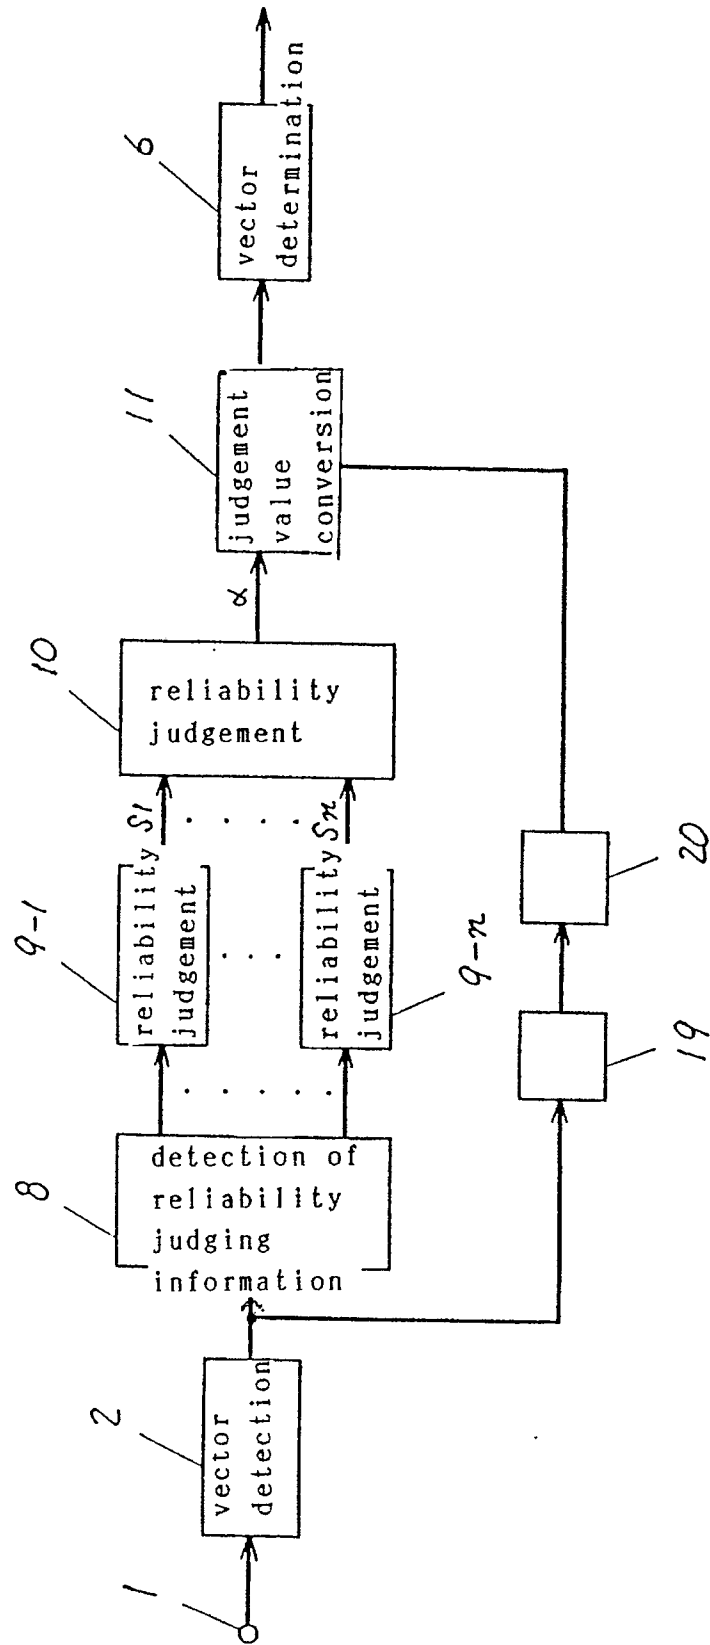 1
2
vector
detection
8
detection of
reliability
judging
information
9-1
reliability
judgement
S1
9-n
reliability
judgement
Sn
10
reliability
judgement
α
11
judgement
value
conversion
6
vector
determination
19
20